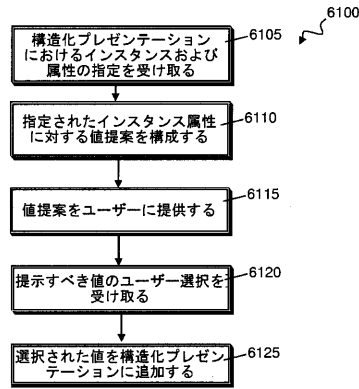 6100
構造化プレゼンテーション
におけるインスタンスおよび
属性の指定を受け取る
6105
指定されたインスタンス属性
に対する値提案を構成する
6110
値提案をユーザーに提供する
6115
提示すべき値のユーザー選択を
受け取る
6120
選択された値を構造化プレゼン
テーションに追加する
6125